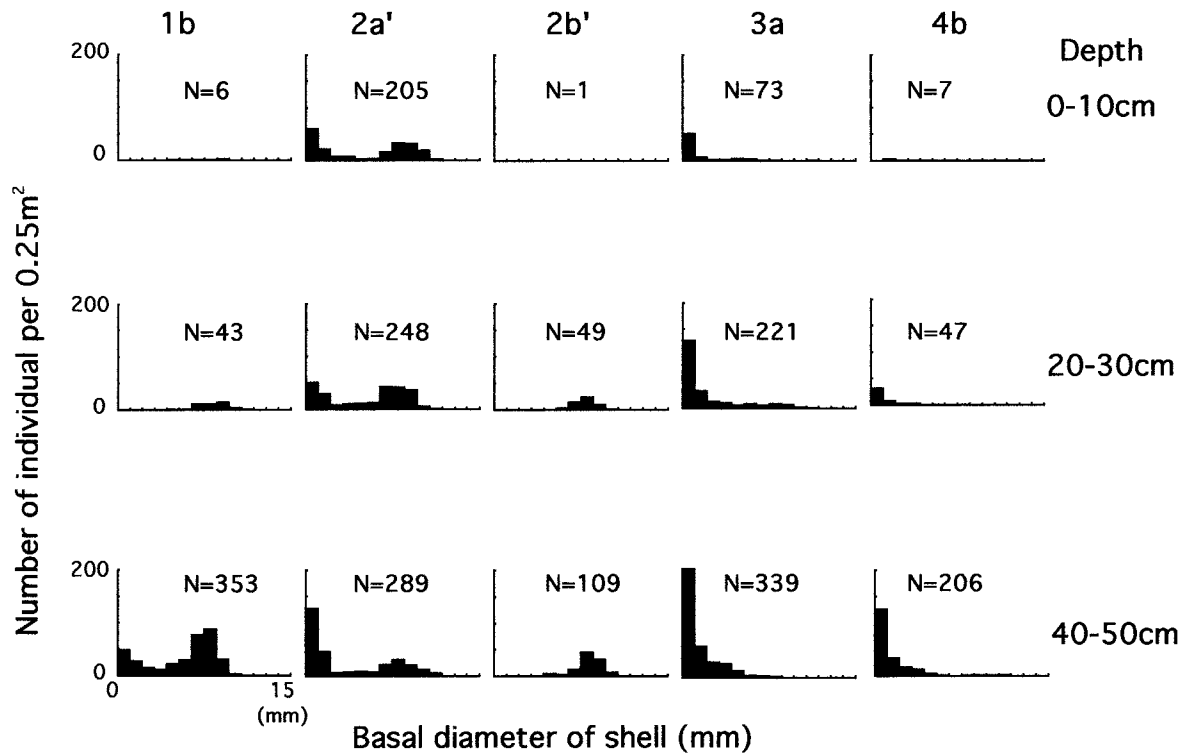 1b 2a' 2b' 3a 4b
Depth
200
N=6 N=205 N=1 N=73 N=7
0-10cm
0
Number of individual per 0.25m²
200
N=43 N=248 N=49 N=221 N=47
20-30cm
0
200
N=353 N=289 N=109 N=339 N=206
40-50cm
0
0 15
(mm)
Basal diameter of shell (mm)